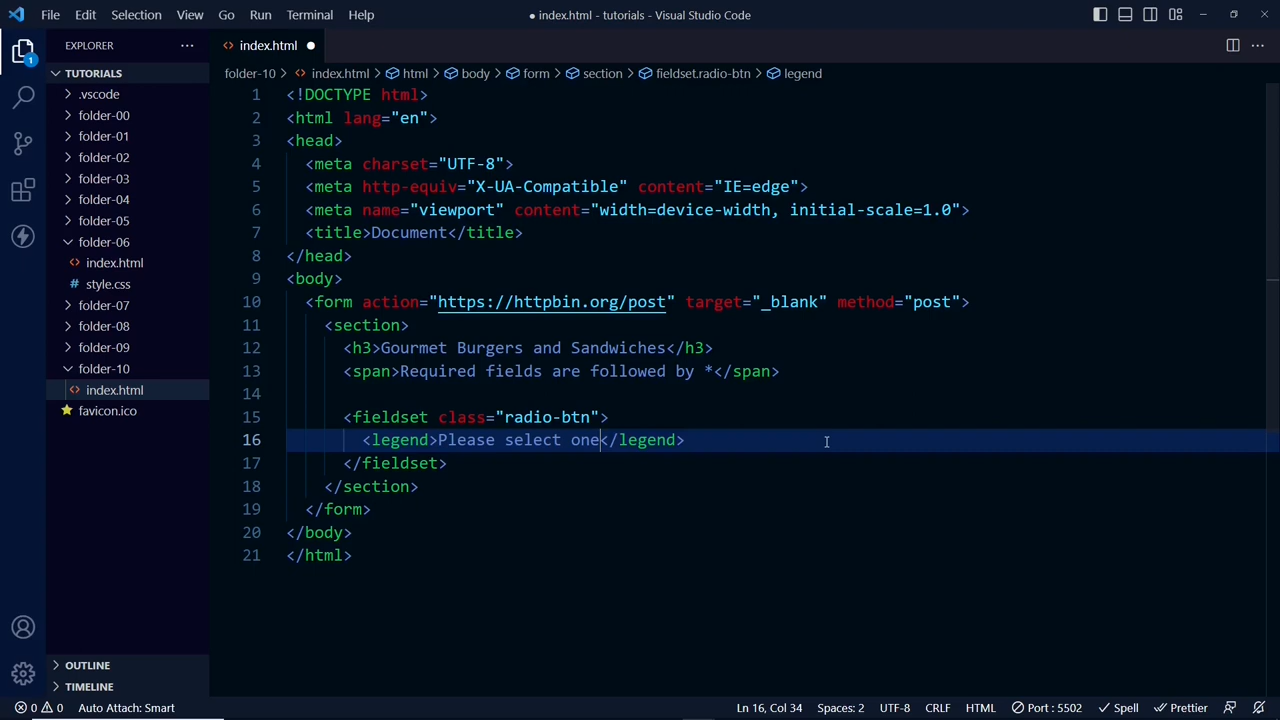 File Edit Selection View Go Run Terminal Help
● index.html - tutorials - Visual Studio Code
EXPLORER
TUTORIALS
.vscode
folder-00
folder-01
folder-02
folder-03
folder-04
folder-05
folder-06
index.html
# style.css
folder-07
folder-08
folder-09
folder-10
index.html
favicon.ico
OUTLINE
TIMELINE
1
index.html
folder-10 > index.html > html > body > form > section > fieldset.radio-btn > legend
1 <!DOCTYPE html>
2 <html lang="en">
3 <head>
4 <meta charset="UTF-8">
5 <meta http-equiv="X-UA-Compatible" content="IE=edge">
6 <meta name="viewport" content="width=device-width, initial-scale=1.0">
7 <title>Document</title>
8 </head>
9 <body>
10 <form action="https://httpbin.org/post" target="_blank" method="post">
11 <section>
12 <h3>Gourmet Burgers and Sandwiches</h3>
13 <span>Required fields are followed by *</span>
14
15 <fieldset class="radio-btn">
16 <legend>Please select one</legend>
17 </fieldset>
18 </section>
19 </form>
20 </body>
21 </html>
0 0 Auto Attach: Smart Ln 16, Col 34 Spaces: 2 UTF-8 CRLF HTML Port : 5502 Spell Prettier